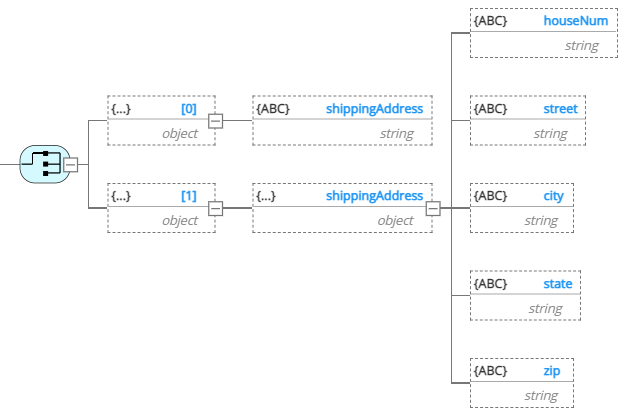 {ABC} houseNum
string
{...} [0]
object
{ABC} shippingAddress
string
{ABC} street
string
{...} [1]
object
{...} shippingAddress
object
{ABC} city
string
{ABC} state
string
{ABC} zip
string